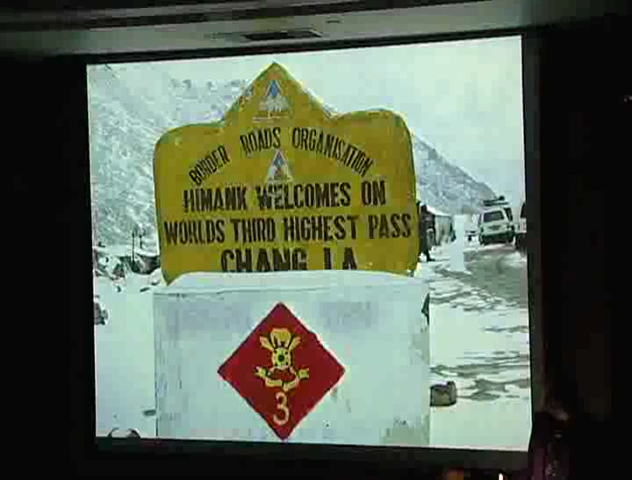 BORDER ROADS ORGANISATION
HIMANK WELCOMES ON
WORLDS THIRD HIGHEST PASS
CHANG LA
3